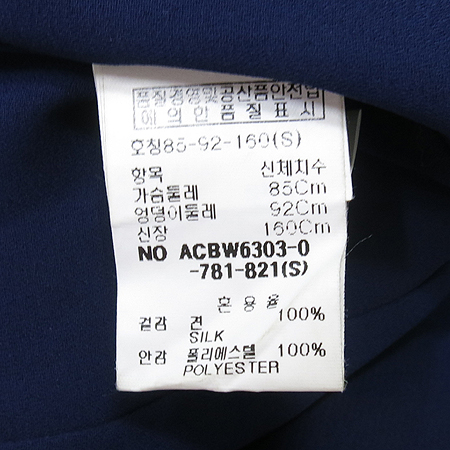 품질경영및공산품안전법
에의한품질표시
호칭85-92-160(S)
항목 신체치수
가슴둘레 85Cm
엉덩이둘레 92Cm
신장 160Cm
NO ACBW6303-0
-781-821(S)
혼용율
겉감 견 100%
SILK
안감 폴리에스텔 100%
POLYESTER